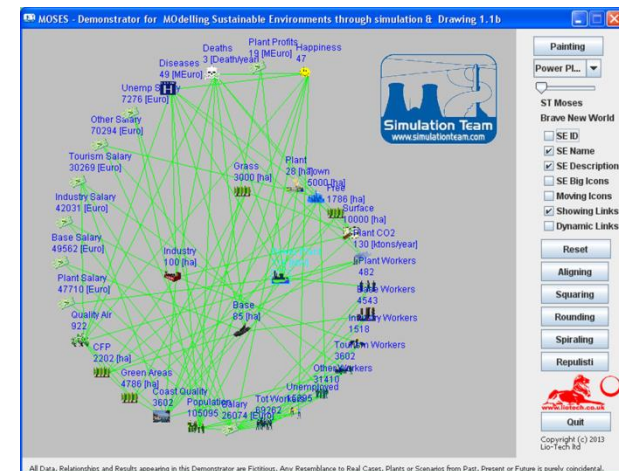 MOSES - Demonstrator for MOdelling Sustainable Environments through simulation & Drawing 1.1b
Deaths
3 [Death/year]
Plant Profits
19 [MEuro]
Happiness
47
Diseases
49 [MEuro]
Unemp
7276 [Euro]
Other Salary
70294 [Euro]
Tourism Salary
30269 [Euro]
Industry Salary
42031 [Euro]
Base Salary
49562 [Euro]
Plant Salary
47710 [Euro]
Quality Air
922
CFP
2202 [ha]
Green Areas
4786 [ha]
Coast Quality
3602
Population
105095
Salary
26074
Tot Workers
69262
Unemployed
Other Workers
31410
Tourism Workers
3602
Industry Workers
1518
Base Workers
4543
Plant Workers
482
Plant CO2
130 [ktons/year]
Surface
10000 [ha]
Free
1786 [ha]
Town
5000 [ha]
Plant
28 [ha]
Grass
3000 [ha]
Industry
100 [ha]
Base
85 [ha]
Simulation Team
www.simulationteam.com
Painting
Power Pl...
ST Moses
Brave New World
SE ID
SE Name
SE Description
SE Big Icons
Moving Icons
Showing Links
Dynamic Links
Reset
Aligning
Squaring
Rounding
Spiraling
Repulisti
www.liotech.co.uk
Quit
Copyright (c) 2013
Lio-Tech ltd
All Data, Relationships and Results appearing in this Demonstrator are Fictitious. Any Resemblance to Real Cases, Plants or Scenarios from Past, Present or Future is purely coincidental.